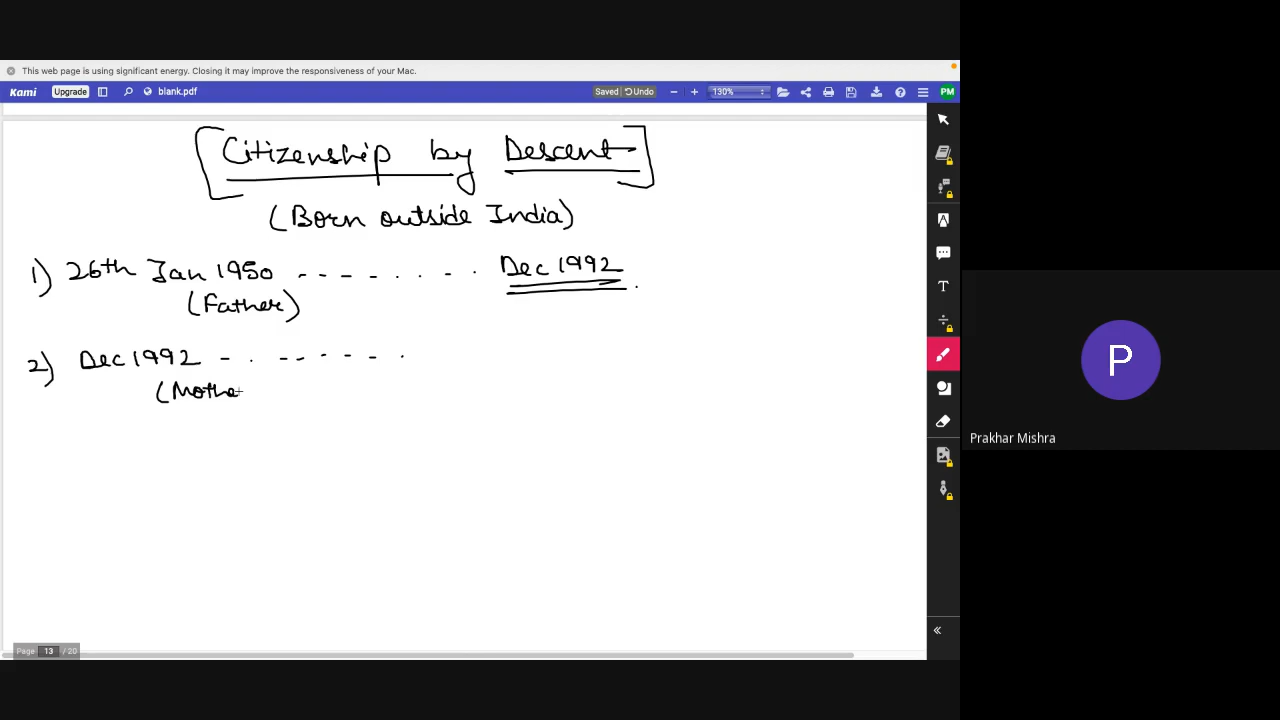 This web page is using significant energy. Closing it may improve the responsiveness of your Mac.
Kami Upgrade blank.pdf Saved Undo 130% PM
[Citizenship by Descent]
(Born outside India)
1) 26th Jan 1950 -------- Dec 1992.
(Father)
2) Dec 1992 --------
(Mothe
T
P
Prakhar Mishra
Page 13 / 20